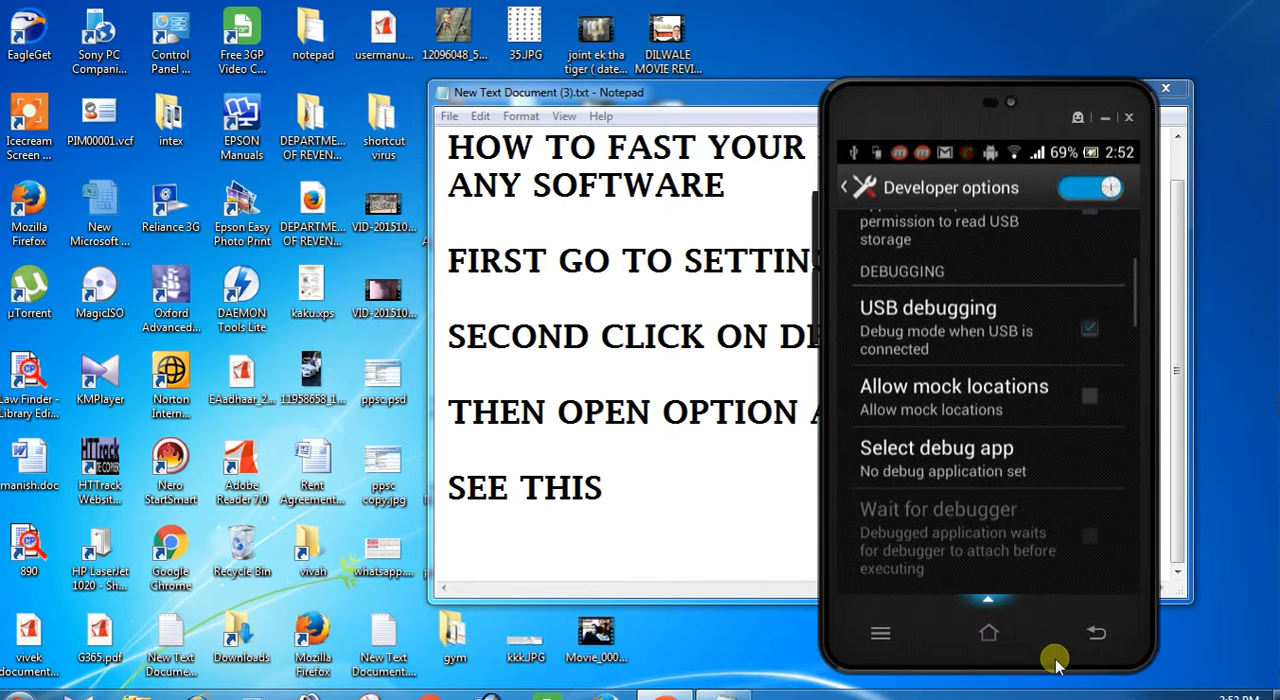 EagleGet
Sony PC
Compani...
Control
Panel ...
Free 3GP
Video C...
notepad
usermanu...
12096048_5...
35.JPG
joint ek tha
tiger ( date...
DILWALE
MOVIE REVI...
Icecream
Screen ...
PIM00001.vcf
intex
EPSON
Manuals
DEPARTME...
OF REVEN...
shortcut
virus
Mozilla
Firefox
New
Microsoft ...
Reliance 3G
Epson Easy
Photo Print
DEPARTME...
OF REVEN...
VID-201510...
µTorrent
MagicISO
Oxford
Advanced...
DAEMON
Tools Lite
kaku.xps
VID-201510...
Law Finder -
Library Edi...
KMPlayer
Norton
Intern...
EAadhaar_2...
11958658_1...
ppsc.psd
manish.doc
HTTrack
Websit...
Nero
StartSmart
Adobe
Reader 7.0
Rent
Agreement...
ppsc
copy.jpg
890
HP LaserJet
1020 - Sh...
Google
Chrome
Recycle Bin
vivah
whatsapp....
vivek
document...
G365.pdf
New Text
Docume...
Downloads
Mozilla
Firefox
New Text
Document...
gym
kkk.JPG
Movie_000...
New Text Document (3).txt - Notepad
File Edit Format View Help
HOW TO FAST YOUR
ANY SOFTWARE
FIRST GO TO SETTING
SECOND CLICK ON DE
THEN OPEN OPTION A
SEE THIS
69% 2:52
Developer options
permission to read USB
storage
DEBUGGING
USB debugging
Debug mode when USB is
connected
Allow mock locations
Allow mock locations
Select debug app
No debug application set
Wait for debugger
Debugged application waits
for debugger to attach before
executing
2:52 PM